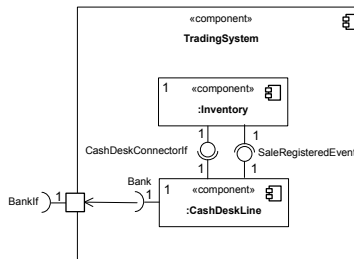 «component»
TradingSystem
1
«component»
:Inventory
1
1
CashDeskConnectorIf
SaleRegisteredEvent
1
1
Bank
BankIf
1
1
1
«component»
:CashDeskLine